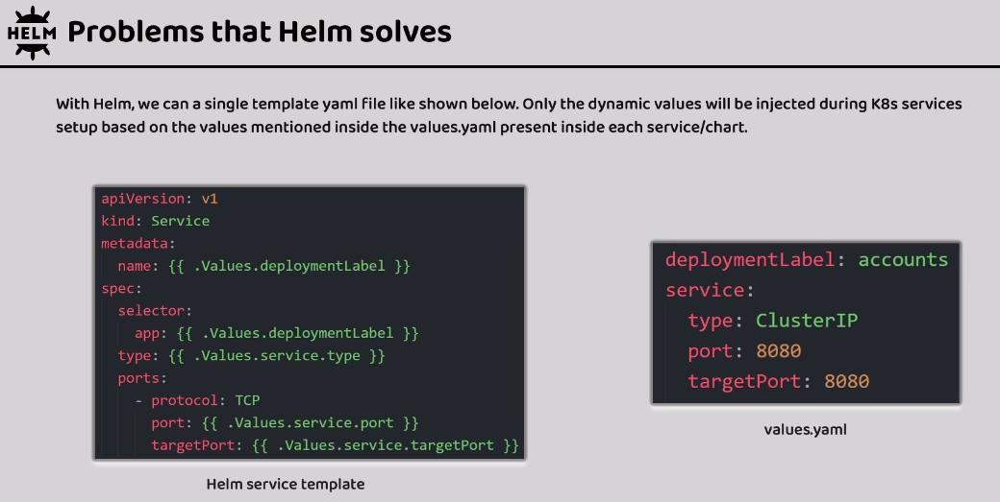 HELM Problems that Helm solves
With Helm, we can a single template yaml file like shown below. Only the dynamic values will be injected during K8s services
setup based on the values mentioned inside the values.yaml present inside each service/chart.
apiVersion: v1
kind: Service
metadata:
  name: {{ .Values.deploymentLabel }}
spec:
  selector:
    app: {{ .Values.deploymentLabel }}
  type: {{ .Values.service.type }}
  ports:
    - protocol: TCP
      port: {{ .Values.service.port }}
      targetPort: {{ .Values.service.targetPort }}
Helm service template
deploymentLabel: accounts
service:
  type: ClusterIP
  port: 8080
  targetPort: 8080
values.yaml